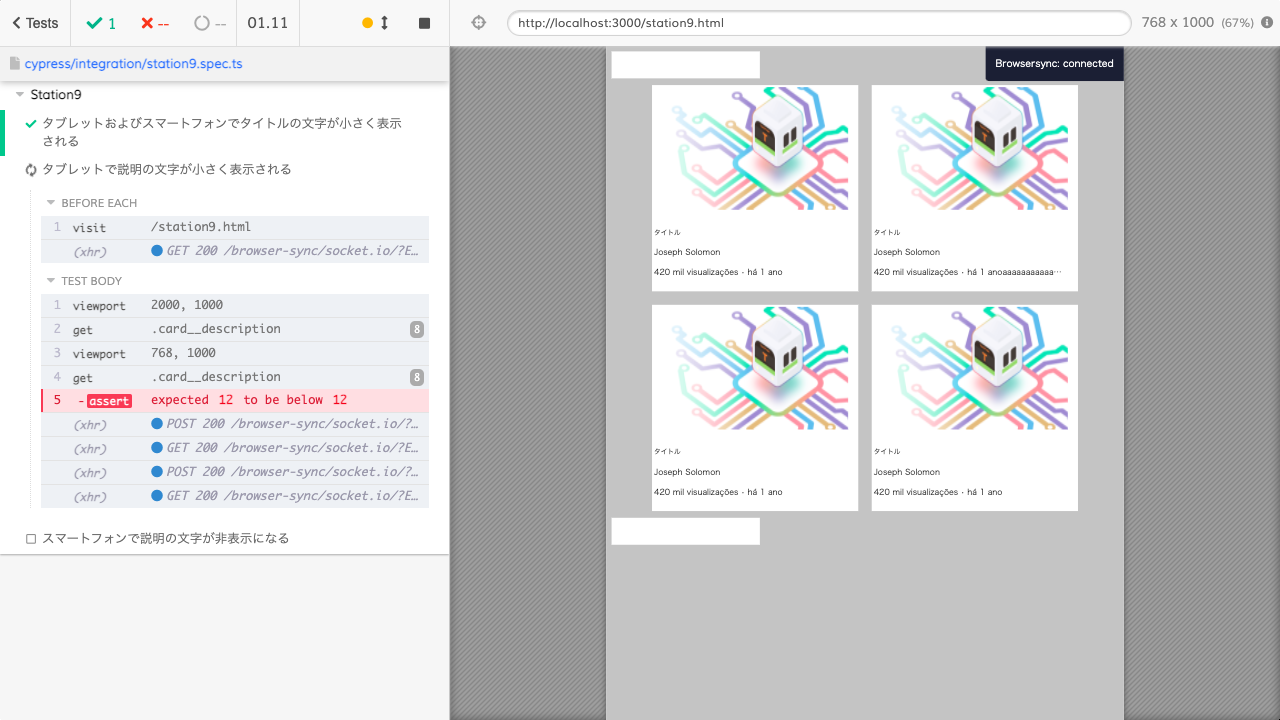 Tests
1
--
--
01.11
http://localhost:3000/station9.html
768 x 1000 (67%)
cypress/integration/station9.spec.ts
Browsersync: connected
Station9
タブレットおよびスマートフォンでタイトルの文字が小さく表示
される
タブレットで説明の文字が小さく表示される
BEFORE EACH
1 visit /station9.html
(xhr) GET 200 /browser-sync/socket.io/?E…
TEST BODY
1 viewport 2000, 1000
2 get .card__description 8
3 viewport 768, 1000
4 get .card__description 8
5 -assert expected 12 to be below 12
(xhr) POST 200 /browser-sync/socket.io/?…
(xhr) GET 200 /browser-sync/socket.io/?E…
(xhr) POST 200 /browser-sync/socket.io/?…
(xhr) GET 200 /browser-sync/socket.io/?E…
スマートフォンで説明の文字が非表示になる
T
タイトル
Joseph Solomon
420 mil visualizações · há 1 ano
T
タイトル
Joseph Solomon
420 mil visualizações · há 1 anoaaaaaaaaaaa…
T
タイトル
Joseph Solomon
420 mil visualizações · há 1 ano
T
タイトル
Joseph Solomon
420 mil visualizações · há 1 ano